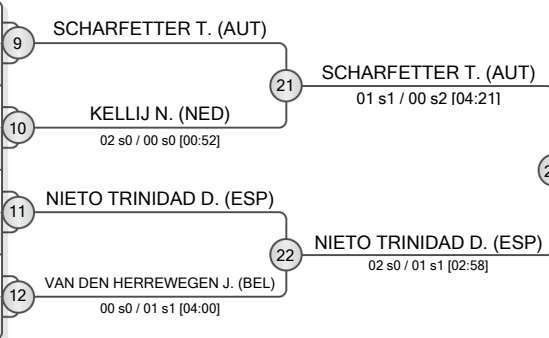 9
SCHARFETTER T. (AUT)
21
SCHARFETTER T. (AUT)
01 s1 / 00 s2 [04:21]
10
KELLIJ N. (NED)
02 s0 / 00 s0 [00:52]
11
NIETO TRINIDAD D. (ESP)
22
NIETO TRINIDAD D. (ESP)
02 s0 / 01 s1 [02:58]
12
VAN DEN HERREWEGEN J. (BEL)
00 s0 / 01 s1 [04:00]